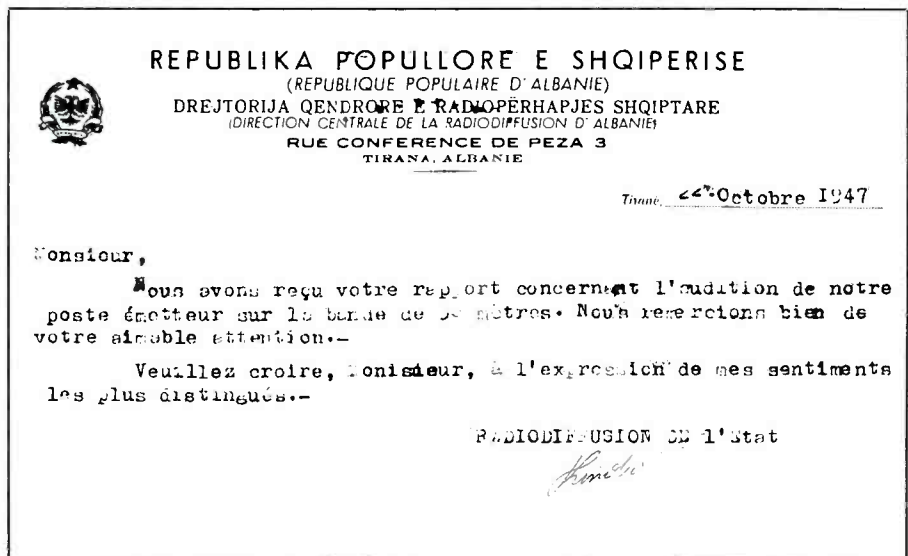 REPUBLIKA POPULLORE E SHQIPERISE
(REPUBLIQUE POPULAIRE D'ALBANIE)
DREJTORIJA QENDRORE E RADIOPËRHAPJES SHQIPTARE
(DIRECTION CENTRALE DE LA RADIODIFFUSION D'ALBANIE)
RUE CONFERENCE DE PEZA 3
TIRANA, ALBANIE
Tiranë, Octobre 1947
Monsieur,
Nous avons reçu votre rapport concernant l'audition de notre
poste émetteur sur la bande de mètres. Nous remercions bien de
votre aimable attention.-
Veuillez croire, Monisieur, à l'expression de mes sentiments
les plus distingués.-
RADIODIFFUSION DE l'Etat